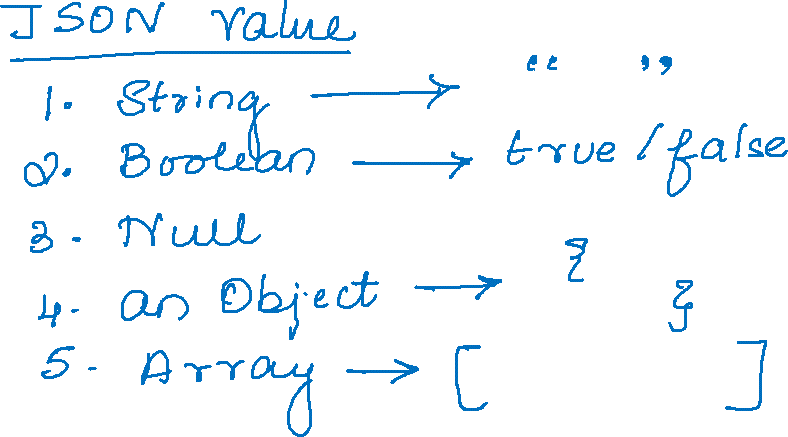 JSON Value
1. String → " "
2. Boolean → true/false
3. Null
4. an Object → { }
5. Array → [ ]